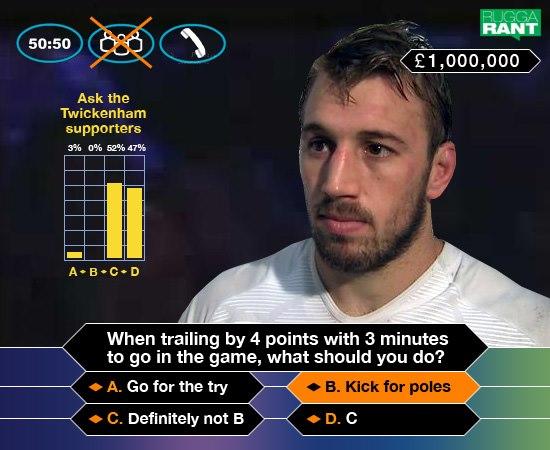 50:50
RUGGA
RANT
£1,000,000
Ask the
Twickenham
supporters
3% 0% 52% 47%
A B C D
When trailing by 4 points with 3 minutes
to go in the game, what should you do?
A. Go for the try
B. Kick for poles
C. Definitely not B
D. C